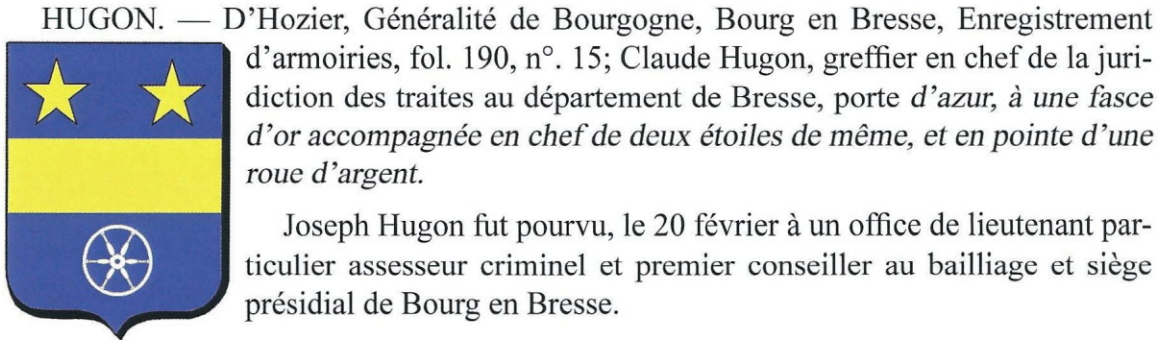 HUGON. — D’Hozier, Généralité de Bourgogne, Bourg en Bresse, Enregistrement
d’armoiries, fol. 190, n°. 15; Claude Hugon, greffier en chef de la juri-
diction des traites au département de Bresse, porte d’azur, à une fasce
d’or accompagnée en chef de deux étoiles de même, et en pointe d’une
roue d’argent.
Joseph Hugon fut pourvu, le 20 février à un office de lieutenant par-
ticulier assesseur criminel et premier conseiller au bailliage et siège
présidial de Bourg en Bresse.